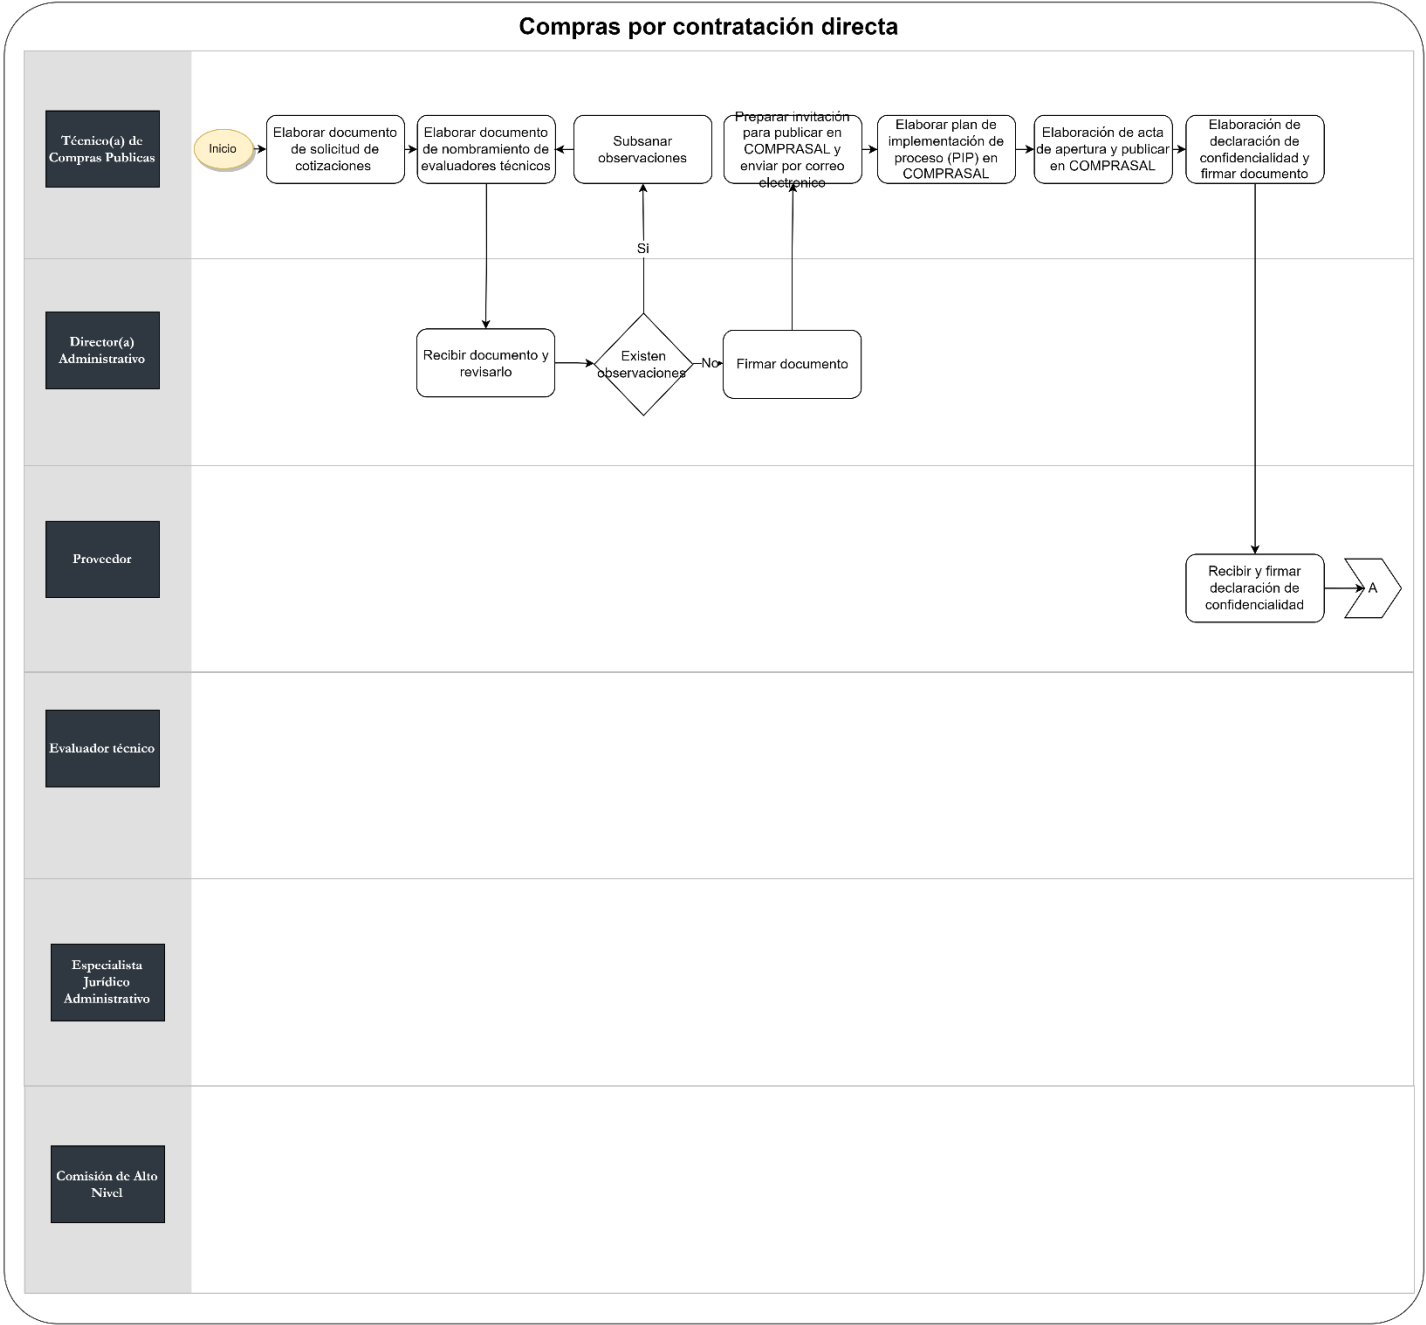 Compras por contratación directa
Técnico(a) de
Compras Publicas
Inicio
Elaborar documento
de solicitud de
cotizaciones
Elaborar documento
de nombramiento de
evaluadores técnicos
Subsanar
observaciones
Preparar invitación
para publicar en
COMPRASAL y
enviar por correo
electronico
Elaborar plan de
implementación de
proceso (PIP) en
COMPRASAL
Elaboración de acta
de apertura y publicar
en COMPRASAL
Elaboración de
declaración de
confidencialidad y
firmar documento
Si
Director(a)
Administrativo
Recibir documento y
revisarlo
Existen
observaciones
No
Firmar documento
Proveedor
Recibir y firmar
declaración de
confidencialidad
A
Evaluador técnico
Especialista
Jurídico
Administrativo
Comisión de Alto
Nivel